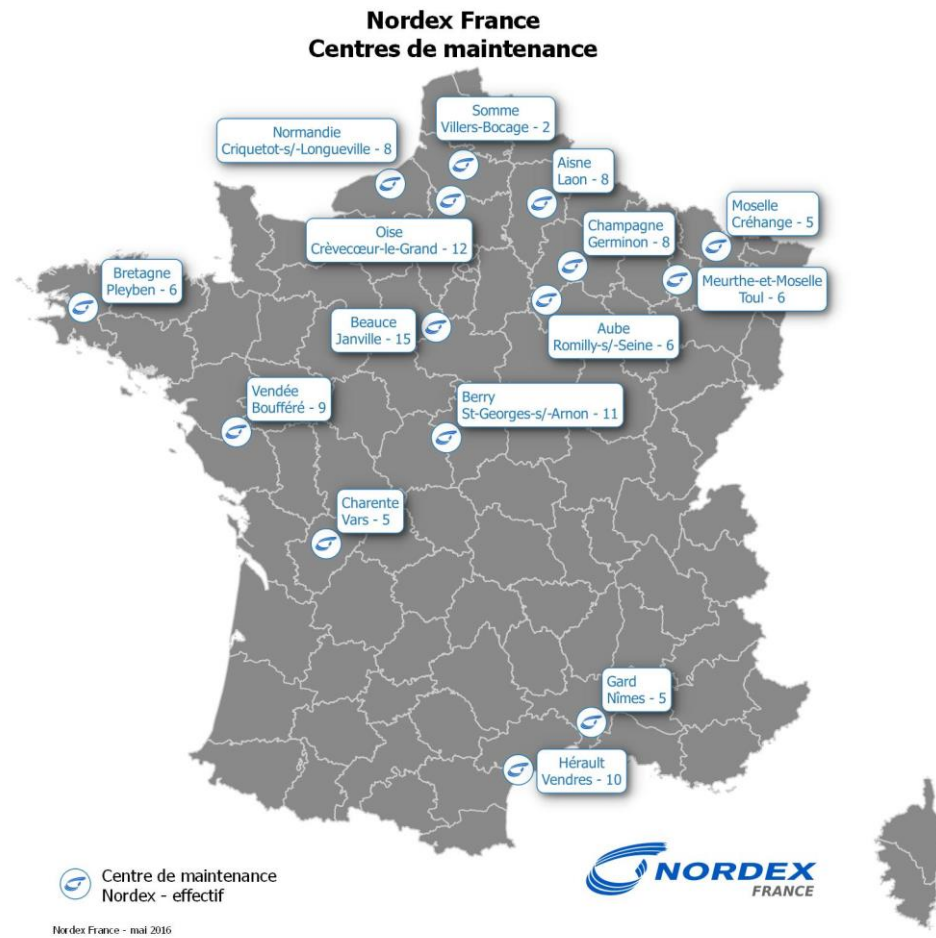 Nordex France
Centres de maintenance
Somme
Villers-Bocage - 2
Normandie
Criquetot-s/-Longueville - 8
Aisne
Laon - 8
Moselle
Créhange - 5
Oise
Crèvecœur-le-Grand - 12
Champagne
Germinon - 8
Bretagne
Pleyben - 6
Meurthe-et-Moselle
Toul - 6
Beauce
Janville - 15
Aube
Romilly-s/-Seine - 6
Vendée
Boufféré - 9
Berry
St-Georges-s/-Arnon - 11
Charente
Vars - 5
Gard
Nîmes - 5
Hérault
Vendres - 10
Centre de maintenance
Nordex - effectif
NORDEX
FRANCE
Nordex France - mai 2016